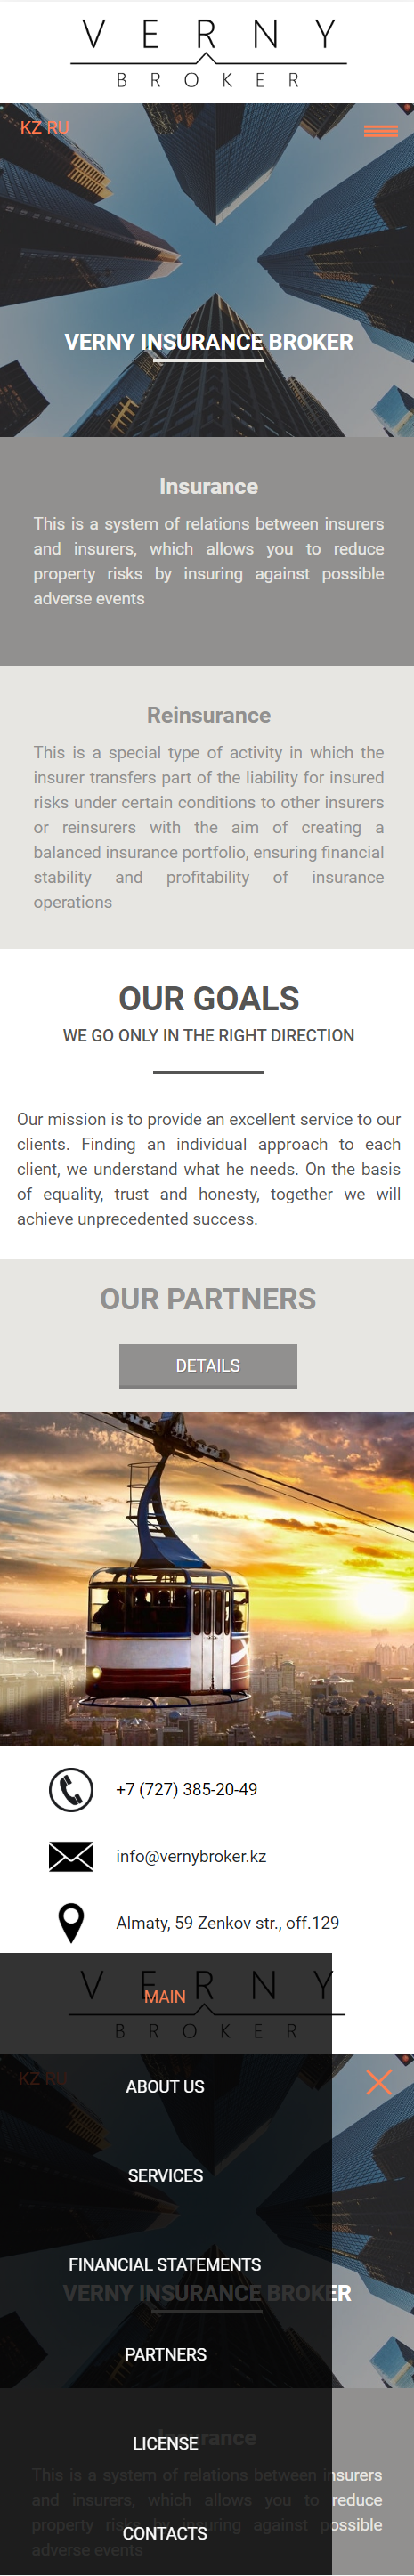 VERNY
BROKER
KZ RU
VERNY INSURANCE BROKER
Insurance
This is a system of relations between insurers
and insurers, which allows you to reduce
property risks by insuring against possible
adverse events
Reinsurance
This is a special type of activity in which the
insurer transfers part of the liability for insured
risks under certain conditions to other insurers
or reinsurers with the aim of creating a
balanced insurance portfolio, ensuring financial
stability and profitability of insurance
operations
OUR GOALS
WE GO ONLY IN THE RIGHT DIRECTION
Our mission is to provide an excellent service to our
clients. Finding an individual approach to each
client, we understand what he needs. On the basis
of equality, trust and honesty, together we will
achieve unprecedented success.
OUR PARTNERS
DETAILS
+7 (727) 385-20-49
info@vernybroker.kz
Almaty, 59 Zenkov str., off.129
VERNY
MAIN
BROKER
KZ RU
ABOUT US
SERVICES
FINANCIAL STATEMENTS
VERNY INSURANCE BROKER
PARTNERS
Insurance
LICENSE
This is a system of relations between insurers
and insurers, which allows you to reduce
property risks by insuring against possible
CONTACTS
adverse events